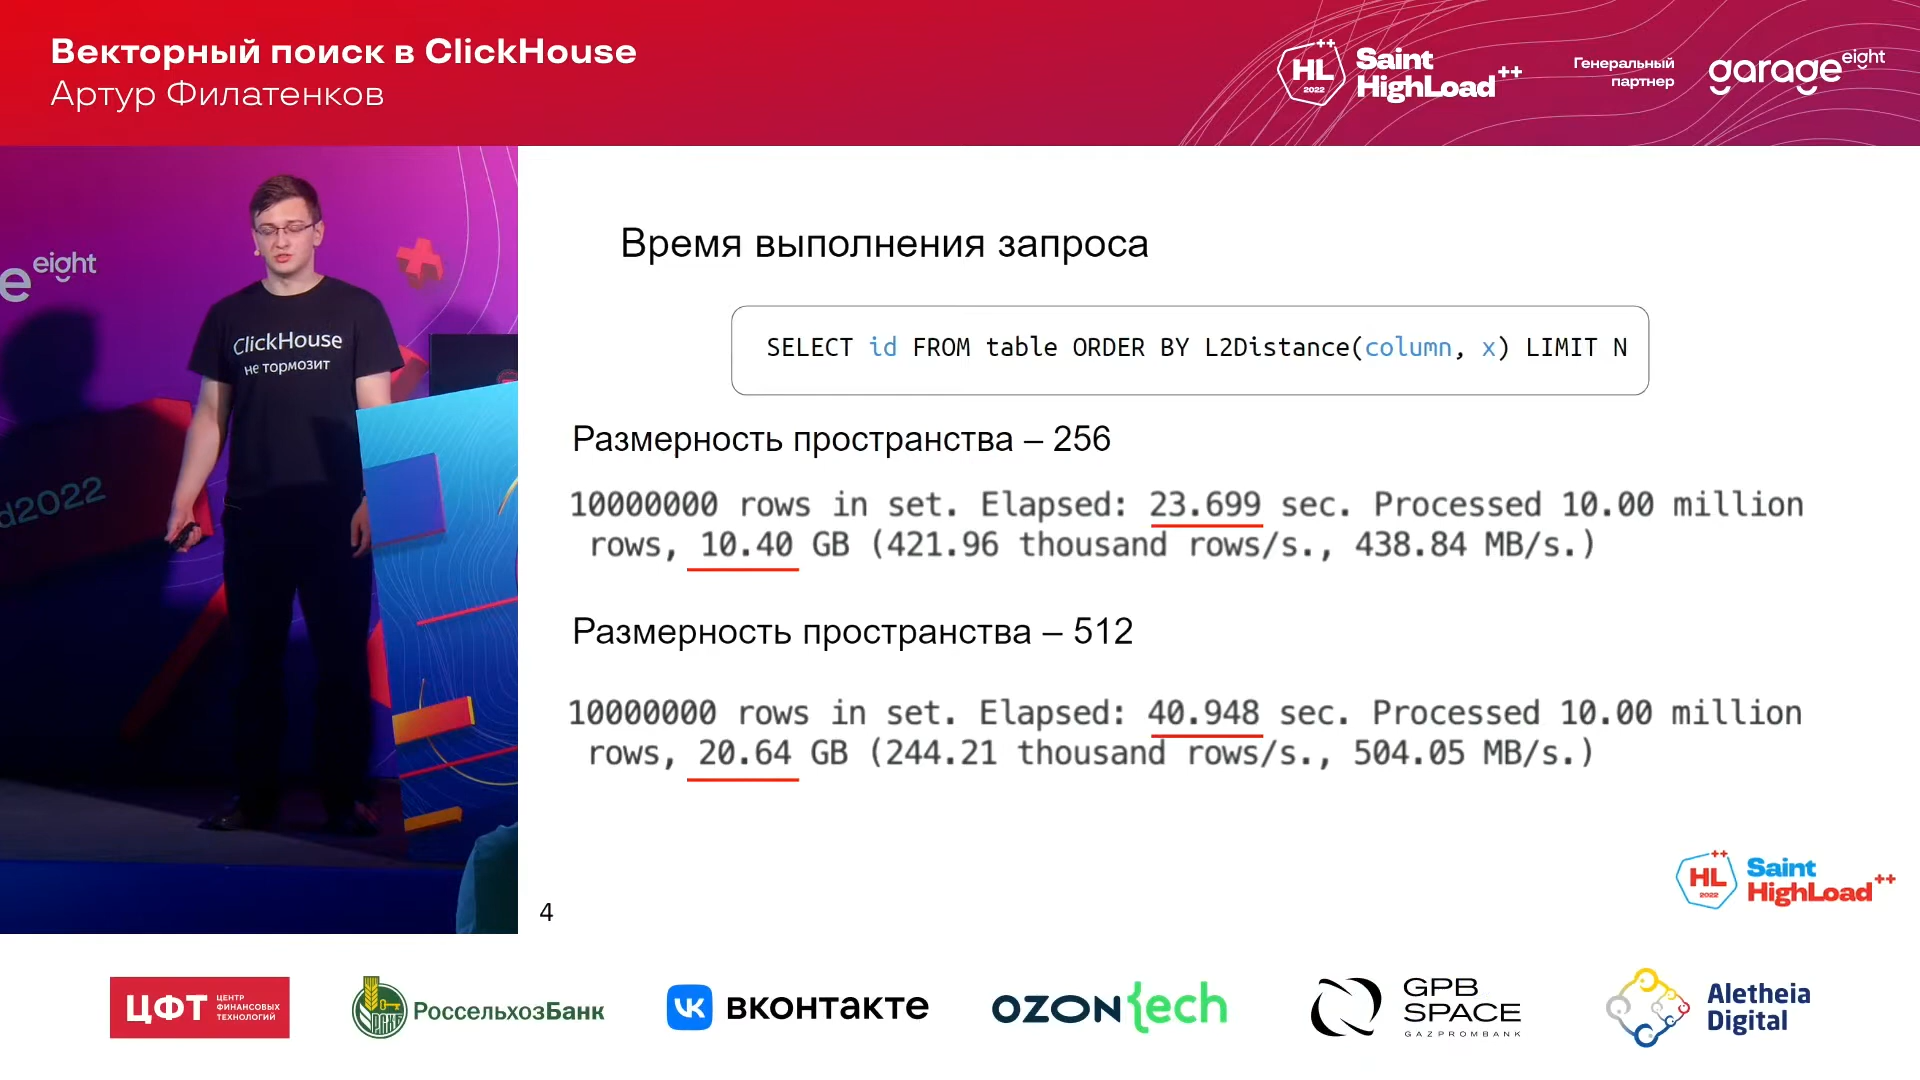 Векторный поиск в ClickHouse
Артур Филатенков
HL
2022
Saint
HighLoad++
Генеральный
партнер
garage eight
e eight
ClickHouse
не тормозит
d2022
Время выполнения запроса
SELECT id FROM table ORDER BY L2Distance(column, x) LIMIT N
Размерность пространства – 256
10000000 rows in set. Elapsed: 23.699 sec. Processed 10.00 million
rows, 10.40 GB (421.96 thousand rows/s., 438.84 MB/s.)
Размерность пространства – 512
10000000 rows in set. Elapsed: 40.948 sec. Processed 10.00 million
rows, 20.64 GB (244.21 thousand rows/s., 504.05 MB/s.)
HL
2022
Saint
HighLoad++
4
ЦФТ
ЦЕНТР
ФИНАНСОВЫХ
ТЕХНОЛОГИЙ
РСХБ
РоссельхозБанк
вконтакте
ozon{ech
GPB
SPACE
GAZPROMBANK
Aletheia
Digital